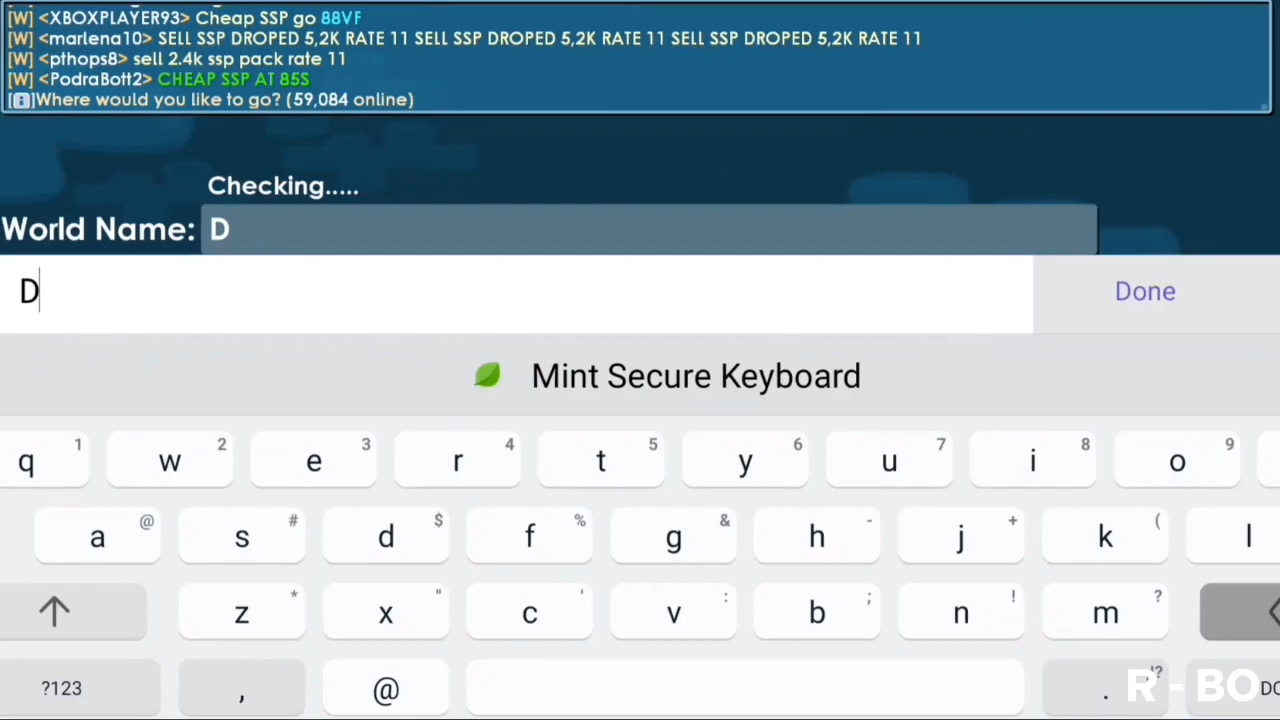 [W] <XBOXPLAYER93> Cheap SSP go 88VF
[W] <marlena10> SELL SSP DROPED 5,2K RATE 11 SELL SSP DROPED 5,2K RATE 11 SELL SSP DROPED 5,2K RATE 11
[W] <pthops8> sell 2.4k ssp pack rate 11
[W] <PodraBott2> CHEAP SSP AT 85S
Where would you like to go? (59,084 online)
Checking.....
World Name: D
D
Done
Mint Secure Keyboard
q 1 w 2 e 3 r 4 t 5 y 6 u 7 i 8 o 9
a @ s # d $ f % g & h - j + k ( l
z * x " c ' v : b ; n ! m ?
?123 , @ . !? DO
R - BO